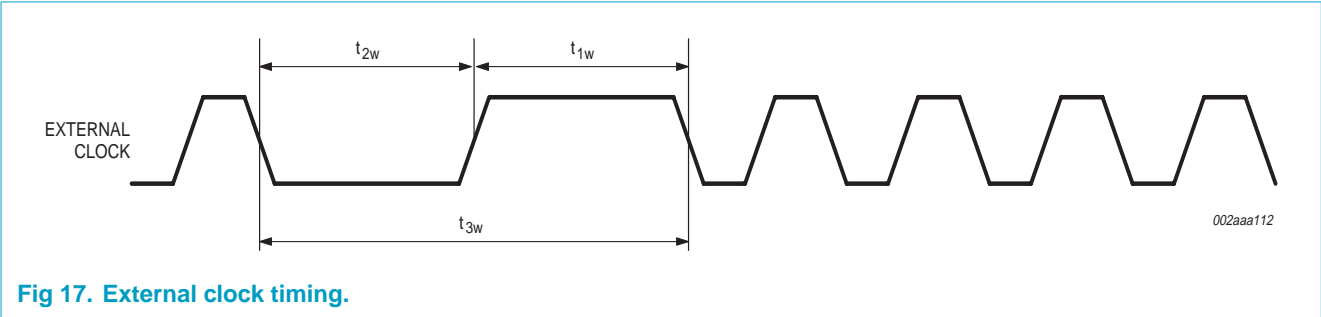 t2w
t1w
EXTERNAL
CLOCK
t3w
002aaa112
Fig 17. External clock timing.